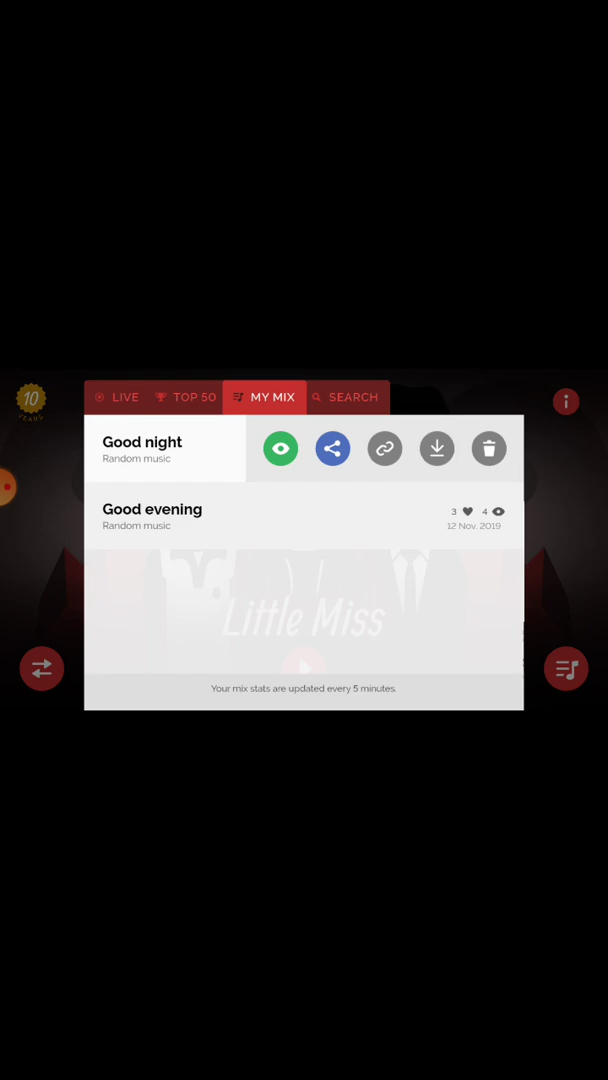 10
YEARS
LIVE
TOP 50
MY MIX
SEARCH
i
Good night
Random music
Good evening
Random music
3
4
12 Nov. 2019
Little Miss
Your mix stats are updated every 5 minutes.